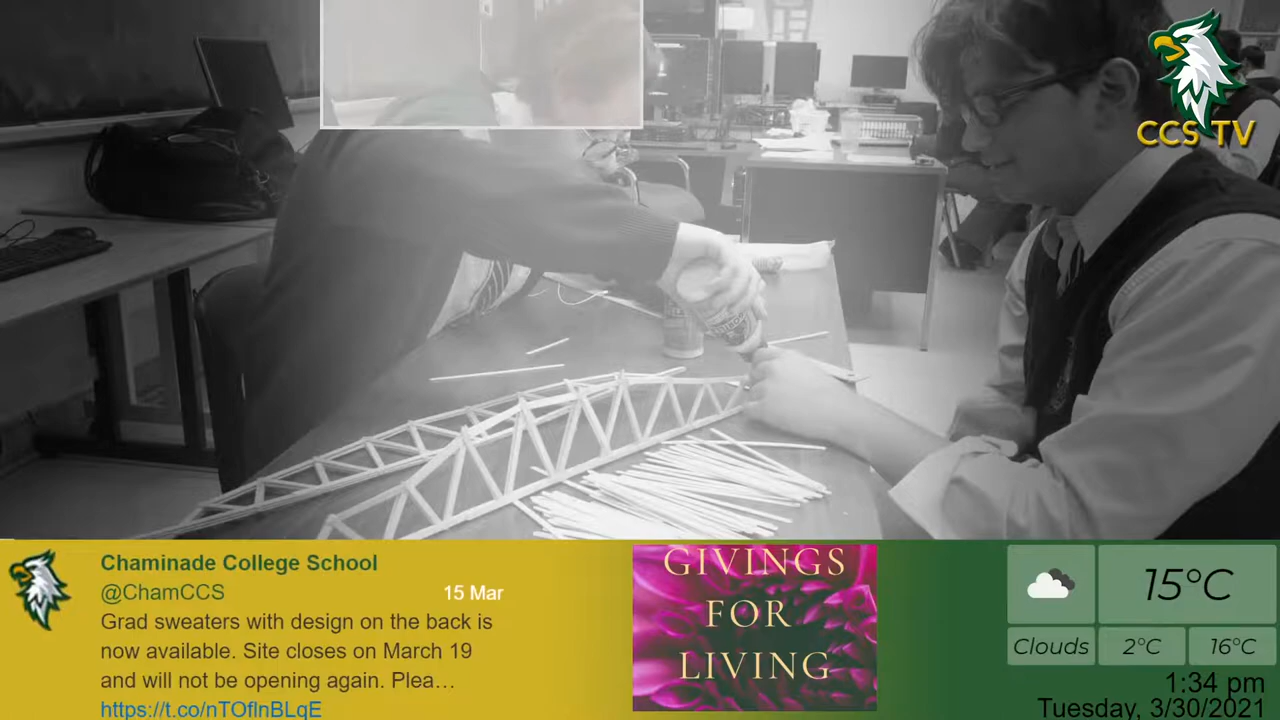 CCS TV
Chaminade College School
@ChamCCS
15 Mar
Grad sweaters with design on the back is
now available. Site closes on March 19
and will not be opening again. Plea…
https://t.co/nTOflnBLqE
GIVINGS
FOR
LIVING
15°C
Clouds
2°C
16°C
1:34 pm
Tuesday, 3/30/2021